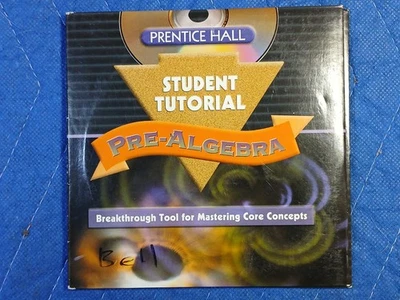 PRENTICE HALL
STUDENT
TUTORIAL
PRE-ALGEBRA
Breakthrough Tool for Mastering Core Concepts
Bell